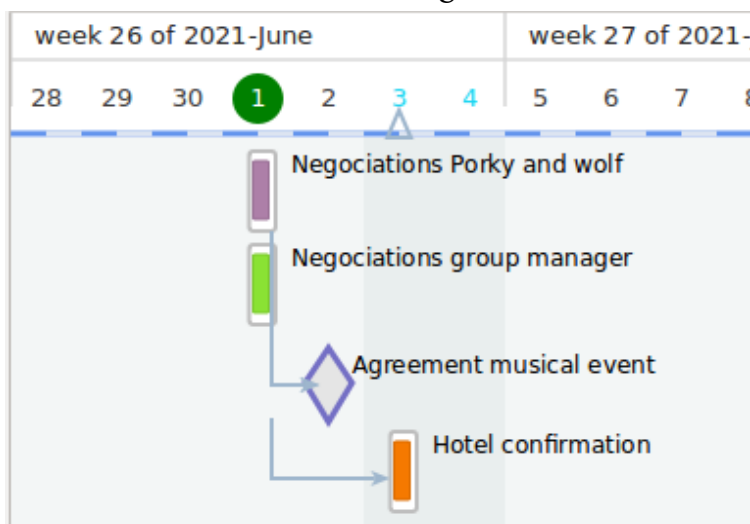 week 26 of 2021-June
week 27 of 2021-
28 29 30 1 2 3 4 5 6 7
Negociations Porky and wolf
Negociations group manager
Agreement musical event
Hotel confirmation